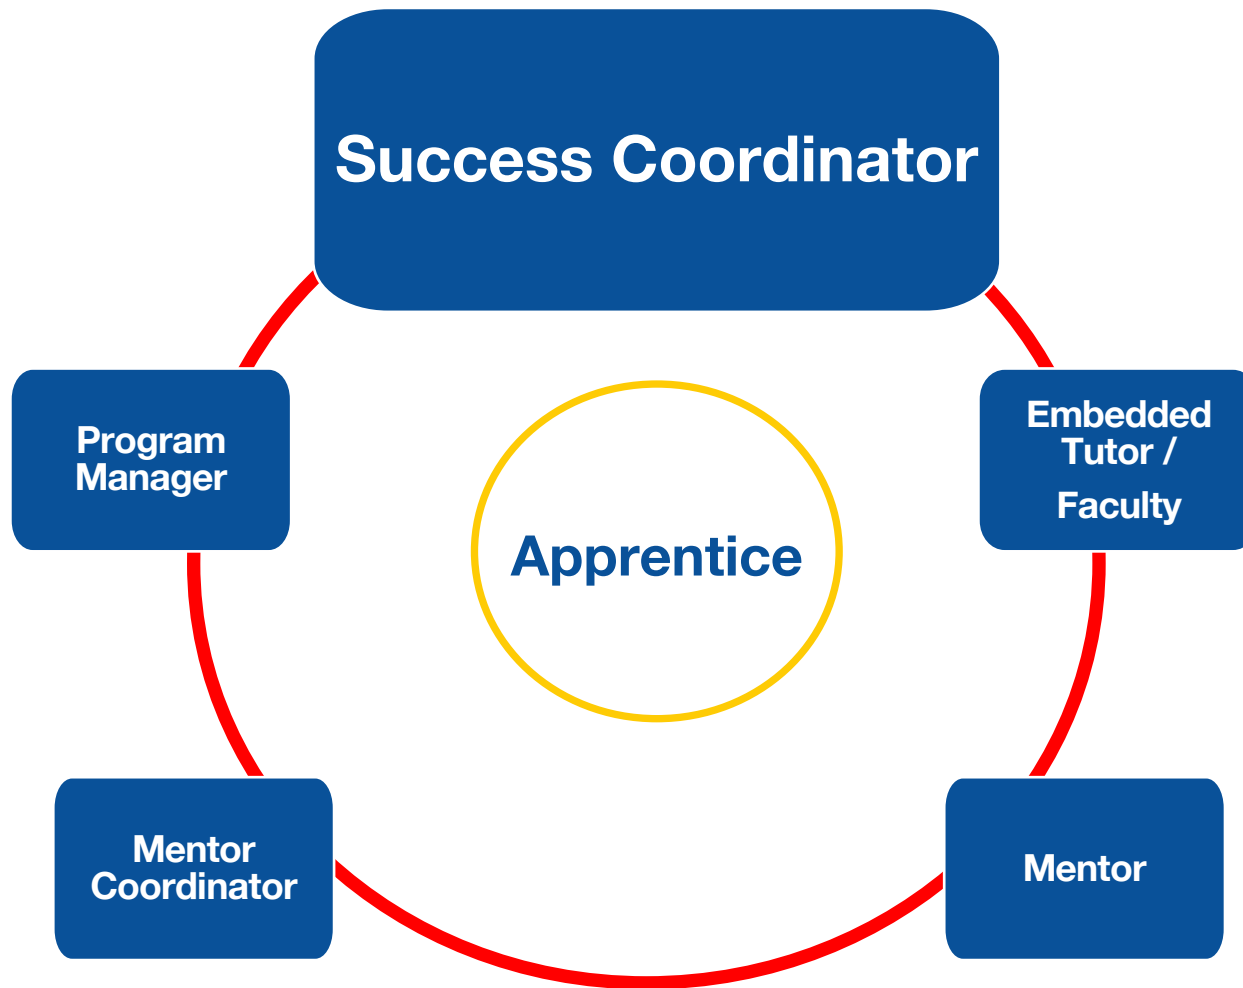 Success Coordinator
Program
Manager
Embedded
Tutor /
Faculty
Apprentice
Mentor
Coordinator
Mentor